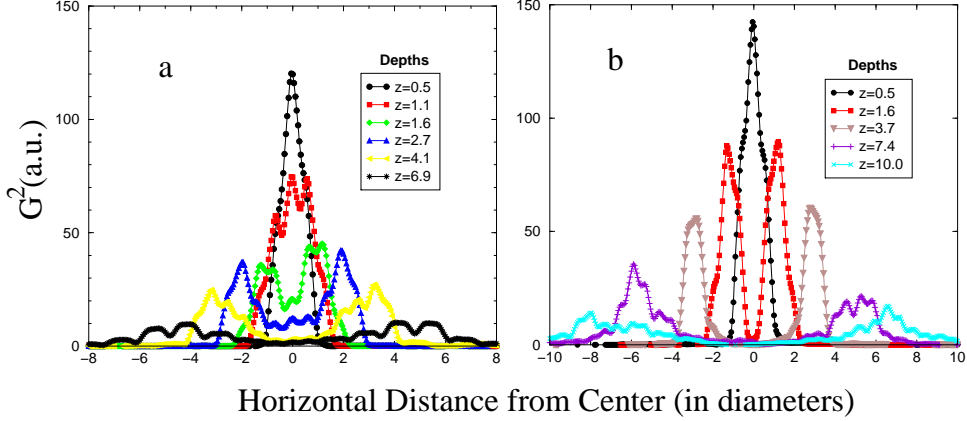 150
100
50
0
G²(a.u.)
a
Depths
z=0.5
z=1.1
z=1.6
z=2.7
z=4.1
z=6.9
-8 -6 -4 -2 0 2 4 6 8
150
100
50
0
b
Depths
z=0.5
z=1.6
z=3.7
z=7.4
z=10.0
-10 -8 -6 -4 -2 0 2 4 6 8 10
Horizontal Distance from Center (in diameters)